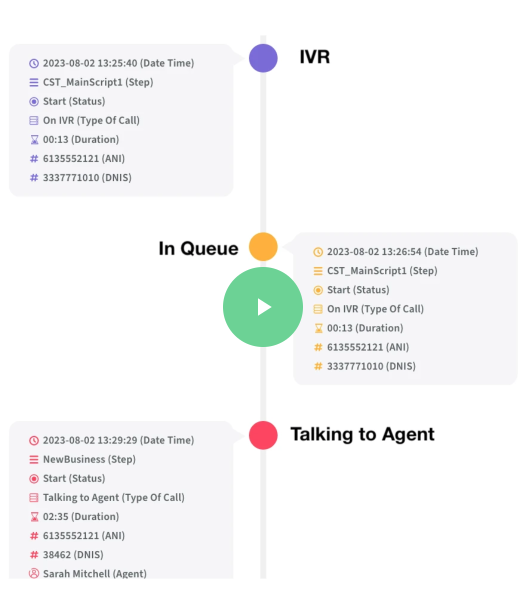 IVR
2023-08-02 13:25:40 (Date Time)
CST_MainScript1 (Step)
Start (Status)
On IVR (Type Of Call)
00:13 (Duration)
# 6135552121 (ANI)
# 3337771010 (DNIS)
In Queue
2023-08-02 13:26:54 (Date Time)
CST_MainScript1 (Step)
Start (Status)
On IVR (Type Of Call)
00:13 (Duration)
# 6135552121 (ANI)
# 3337771010 (DNIS)
Talking to Agent
2023-08-02 13:29:29 (Date Time)
NewBusiness (Step)
Start (Status)
Talking to Agent (Type Of Call)
02:35 (Duration)
# 6135552121 (ANI)
# 38462 (DNIS)
Sarah Mitchell (Agent)